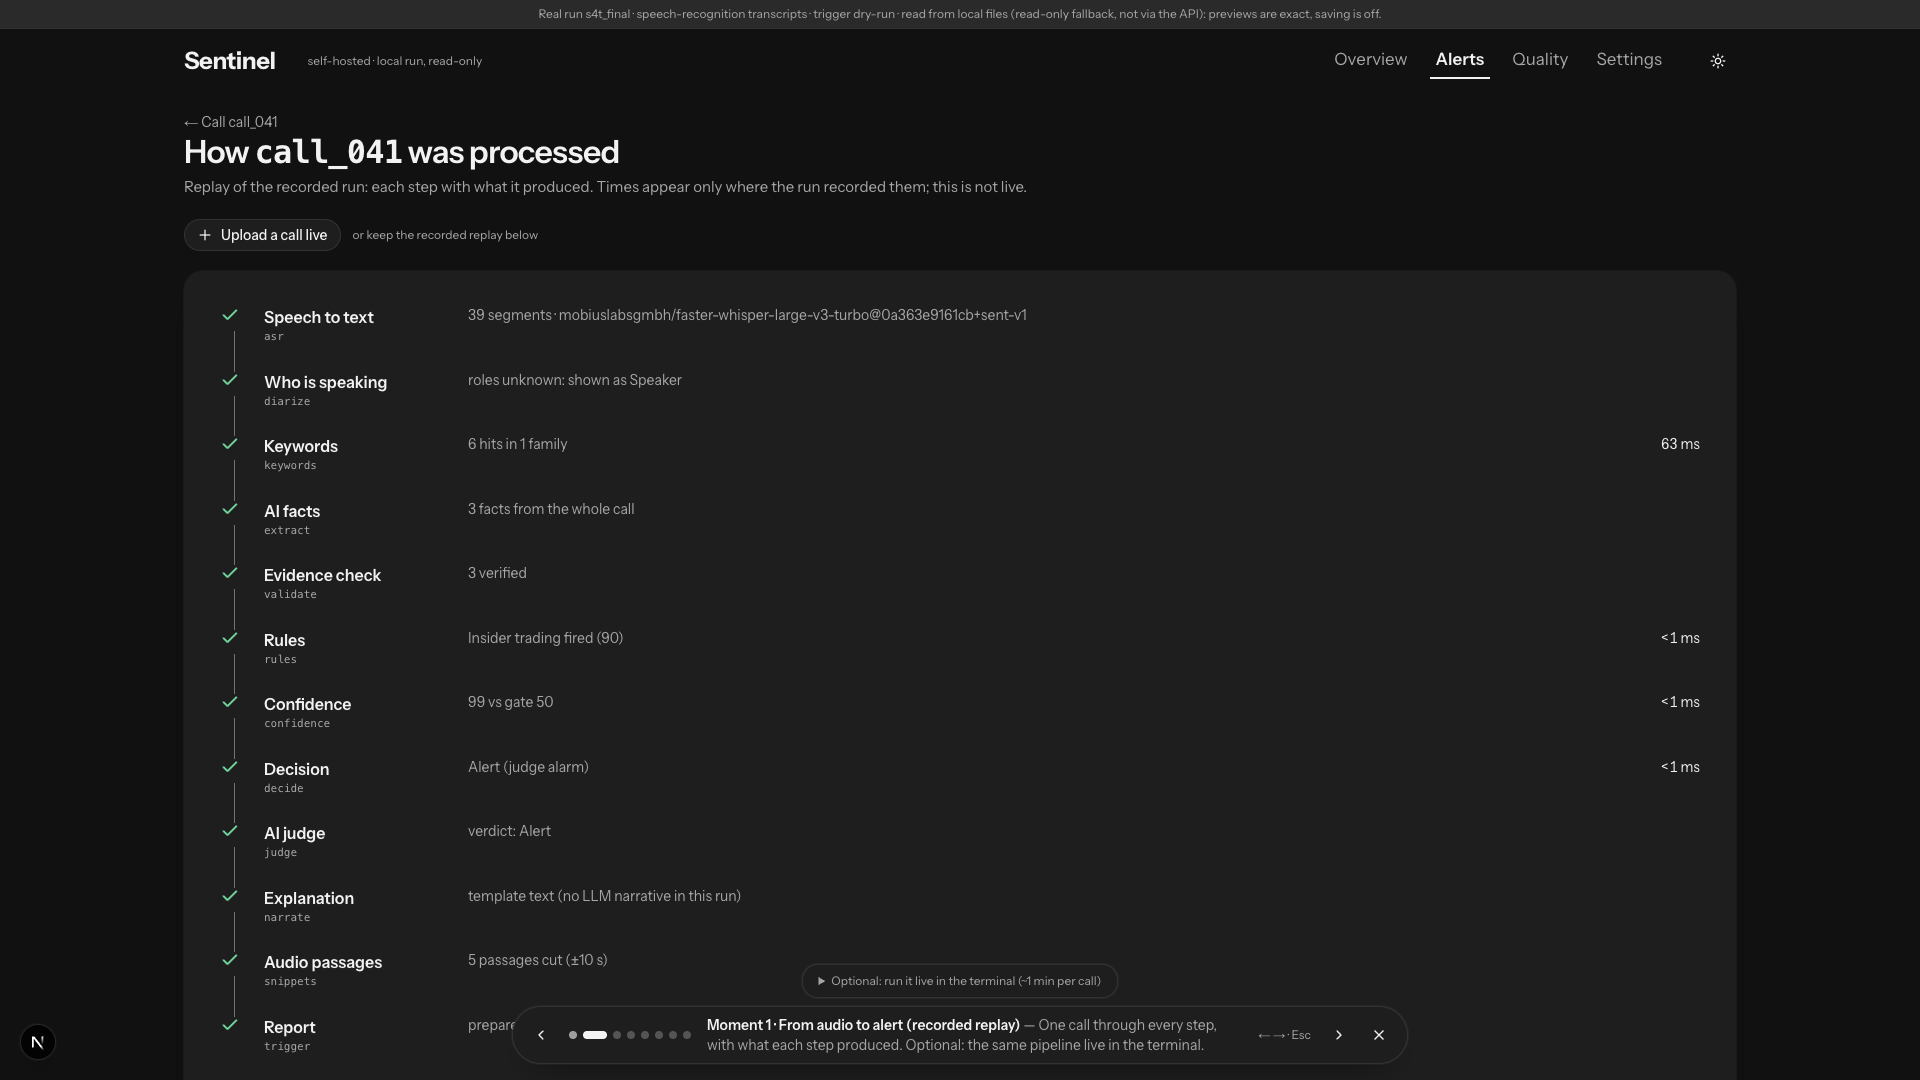 Real run s4t_final · speech-recognition transcripts · trigger dry-run · read from local files (read-only fallback, not via the API): previews are exact, saving is off.
Sentinel
self-hosted · local run, read-only
Overview
Alerts
Quality
Settings
← Call call_041
How call_041 was processed
Replay of the recorded run: each step with what it produced. Times appear only where the run recorded them; this is not live.
+ Upload a call live
or keep the recorded replay below
Speech to text
39 segments · mobiuslabsgmbh/faster-whisper-large-v3-turbo@0a363e9161cb+sent-v1
asr
Who is speaking
roles unknown: shown as Speaker
diarize
Keywords
6 hits in 1 family
63 ms
keywords
AI facts
3 facts from the whole call
extract
Evidence check
3 verified
validate
Rules
Insider trading fired (90)
<1 ms
rules
Confidence
99 vs gate 50
<1 ms
confidence
Decision
Alert (judge alarm)
<1 ms
decide
AI judge
verdict: Alert
judge
Explanation
template text (no LLM narrative in this run)
narrate
Audio passages
5 passages cut (±10 s)
snippets
▶ Optional: run it live in the terminal (~1 min per call)
Report
prepare
trigger
Moment 1 · From audio to alert (recorded replay) — One call through every step,
with what each step produced. Optional: the same pipeline live in the terminal.
← → · Esc
N